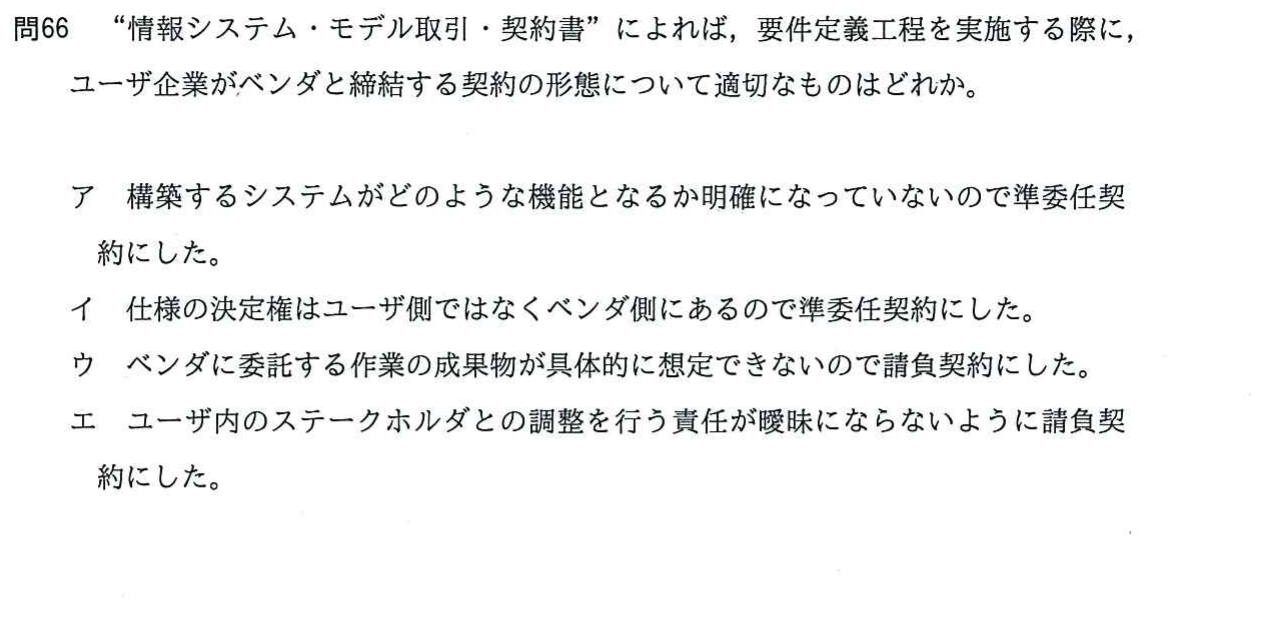 問66 “情報システム・モデル取引・契約書”によれば，要件定義工程を実施する際に，
ユーザ企業がベンダと締結する契約の形態について適切なものはどれか。
ア 構築するシステムがどのような機能となるか明確になっていないので準委任契
約にした。
イ 仕様の決定権はユーザ側ではなくベンダ側にあるので準委任契約にした。
ウ ベンダに委託する作業の成果物が具体的に想定できないので請負契約にした。
エ ユーザ内のステークホルダとの調整を行う責任が曖昧にならないように請負契
約にした。